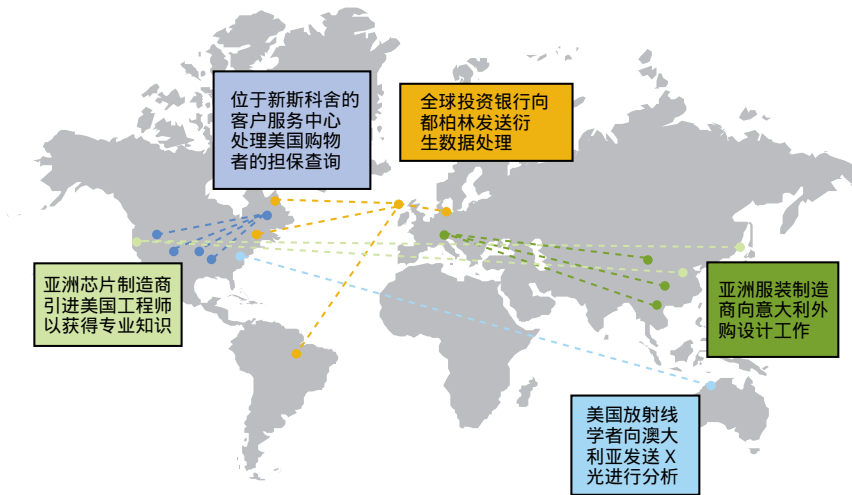 位于新斯科舍的
客户服务中心
处理美国购物
者的担保查询
全球投资银行向
都柏林发送衍
生数据处理
亚洲芯片制造商
引进美国工程师
以获得专业知识
亚洲服装制造
商向意大利外
购设计工作
美国放射线
学者向澳大
利亚发送 X
光进行分析